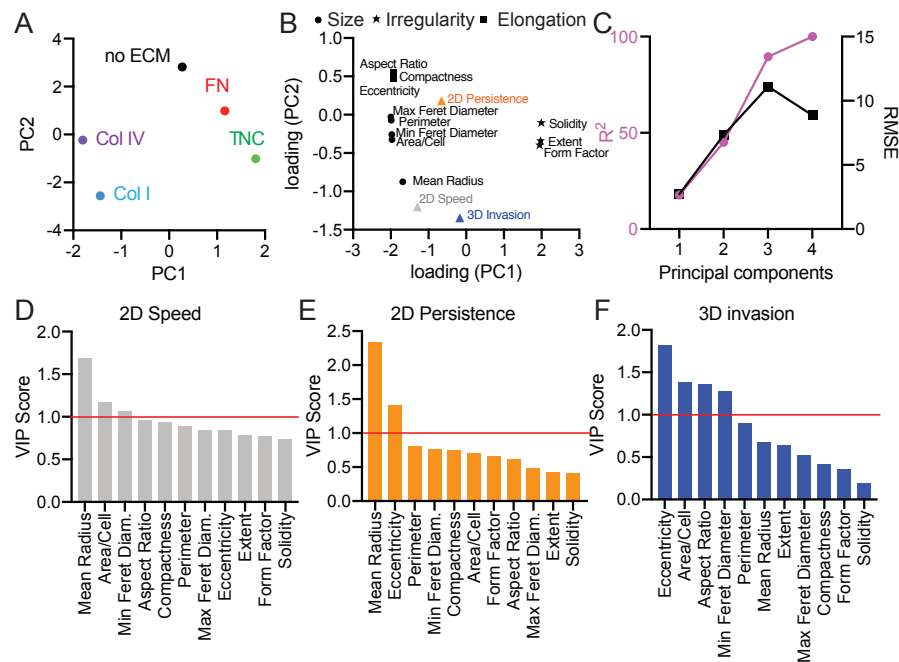 A
no ECM
FN
TNC
Col IV
Col I
PC2
4
2
0
-2
-4
-2
-1
0
1
2
PC1
B
Size Irregularity Elongation
Aspect Ratio
Compactness
Eccentricity
2D Persistence
Max Feret Diameter
Perimeter
Min Feret Diameter
Area/Cell
Solidity
Extent
Form Factor
Mean Radius
2D Speed
3D Invasion
loading (PC2)
1.0
0.5
0.0
-0.5
-1.0
-1.5
-3
-2
-1
0
1
2
3
loading (PC1)
C
R2
100
50
0
15
10
5
0
RMSE
1
2
3
4
Principal components
D
2D Speed
VIP Score
2.0
1.5
1.0
0.5
0.0
Mean Radius
Area/Cell
Min Feret Diam.
Aspect Ratio
Compactness
Perimeter
Max Feret Diam.
Eccentricity
Extent
Form Factor
Solidity
E
2D Persistence
VIP Score
2.5
2.0
1.5
1.0
0.5
0.0
Mean Radius
Eccentricity
Perimeter
Min Feret Diam.
Compactness
Area/Cell
Form Factor
Aspect Ratio
Max Feret Diam.
Extent
Solidity
F
3D invasion
VIP Score
2.0
1.5
1.0
0.5
0.0
Eccentricity
Area/Cell
Aspect Ratio
Min Feret Diameter
Perimeter
Mean Radius
Extent
Max Feret Diameter
Compactness
Form Factor
Solidity